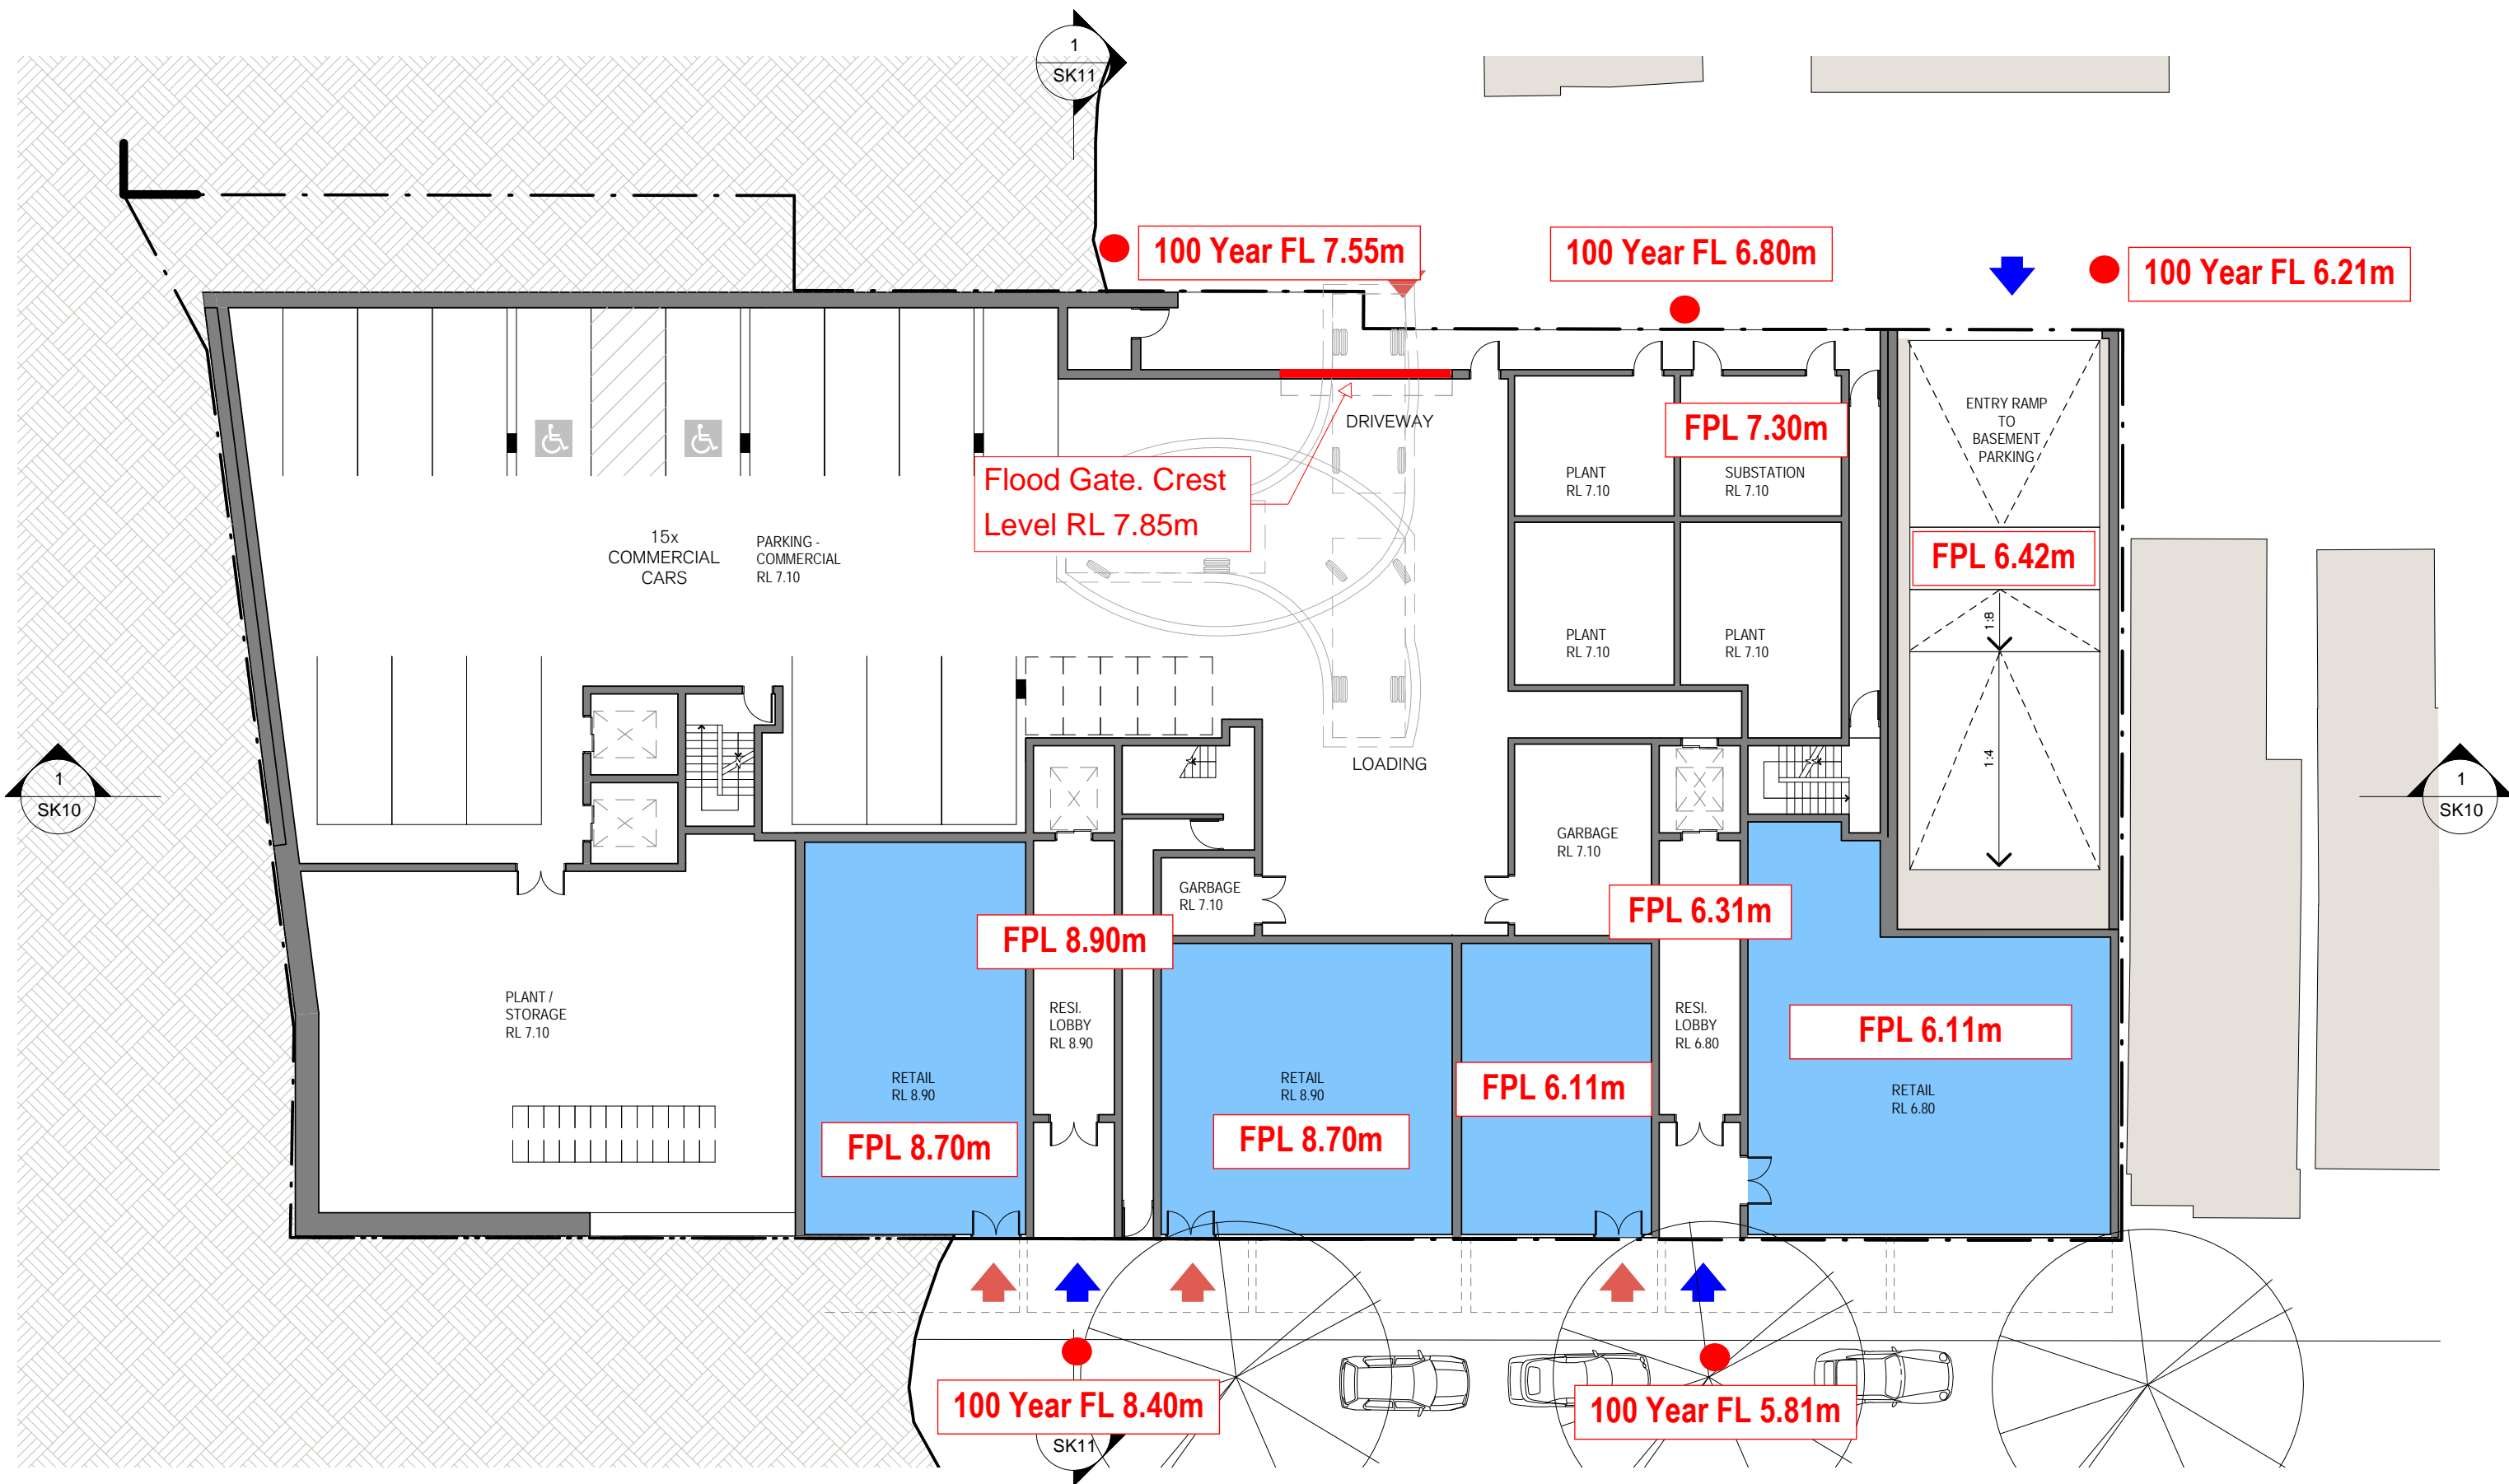 1
SK11
100 Year FL 7.55m
100 Year FL 6.80m
100 Year FL 6.21m
DRIVEWAY
FPL 7.30m
ENTRY RAMP
TO
BASEMENT
PARKING
Flood Gate. Crest
Level RL 7.85m
PLANT
RL 7.10
SUBSTATION
RL 7.10
15x
COMMERCIAL
CARS
PARKING -
COMMERCIAL
RL 7.10
FPL 6.42m
1:8
PLANT
RL 7.10
PLANT
RL 7.10
1:4
1
SK10
LOADING
1
SK10
GARBAGE
RL 7.10
GARBAGE
RL 7.10
FPL 8.90m
FPL 6.31m
PLANT /
STORAGE
RL 7.10
RESI.
LOBBY
RL 8.90
RESI.
LOBBY
RL 6.80
FPL 6.11m
RETAIL
RL 8.90
RETAIL
RL 8.90
FPL 6.11m
RETAIL
RL 6.80
FPL 8.70m
FPL 8.70m
100 Year FL 8.40m
100 Year FL 5.81m
SK11